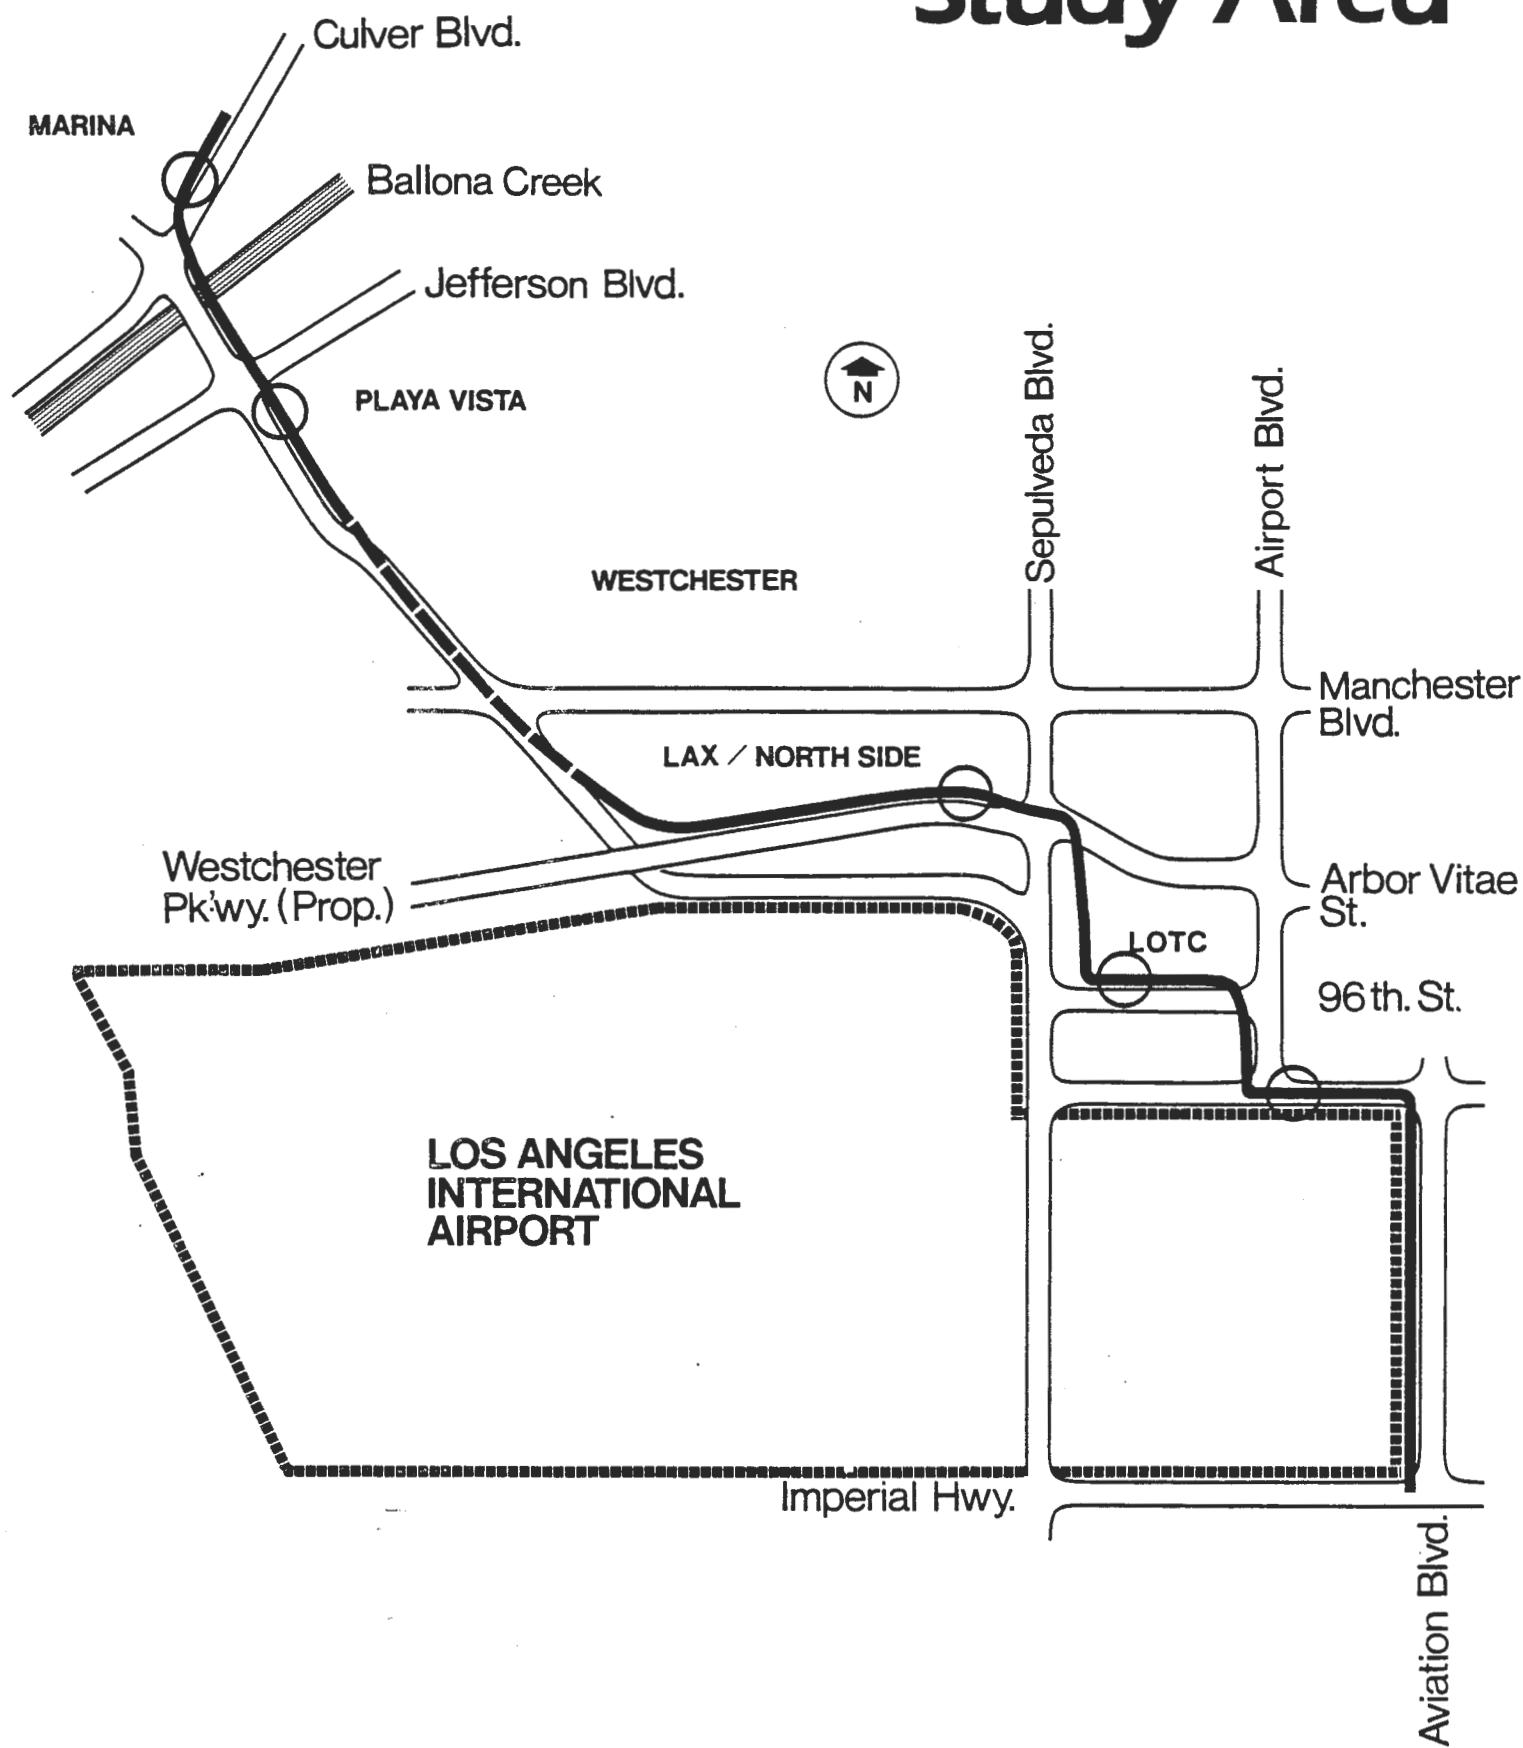 Study Area
Culver Blvd.
MARINA
Ballona Creek
Jefferson Blvd.
PLAYA VISTA
N
Sepulveda Blvd.
Airport Blvd.
WESTCHESTER
Manchester
Blvd.
LAX / NORTH SIDE
Westchester
Pk'wy. (Prop.)
Arbor Vitae
St.
LOTC
96th. St.
LOS ANGELES
INTERNATIONAL
AIRPORT
Imperial Hwy.
Aviation Blvd.